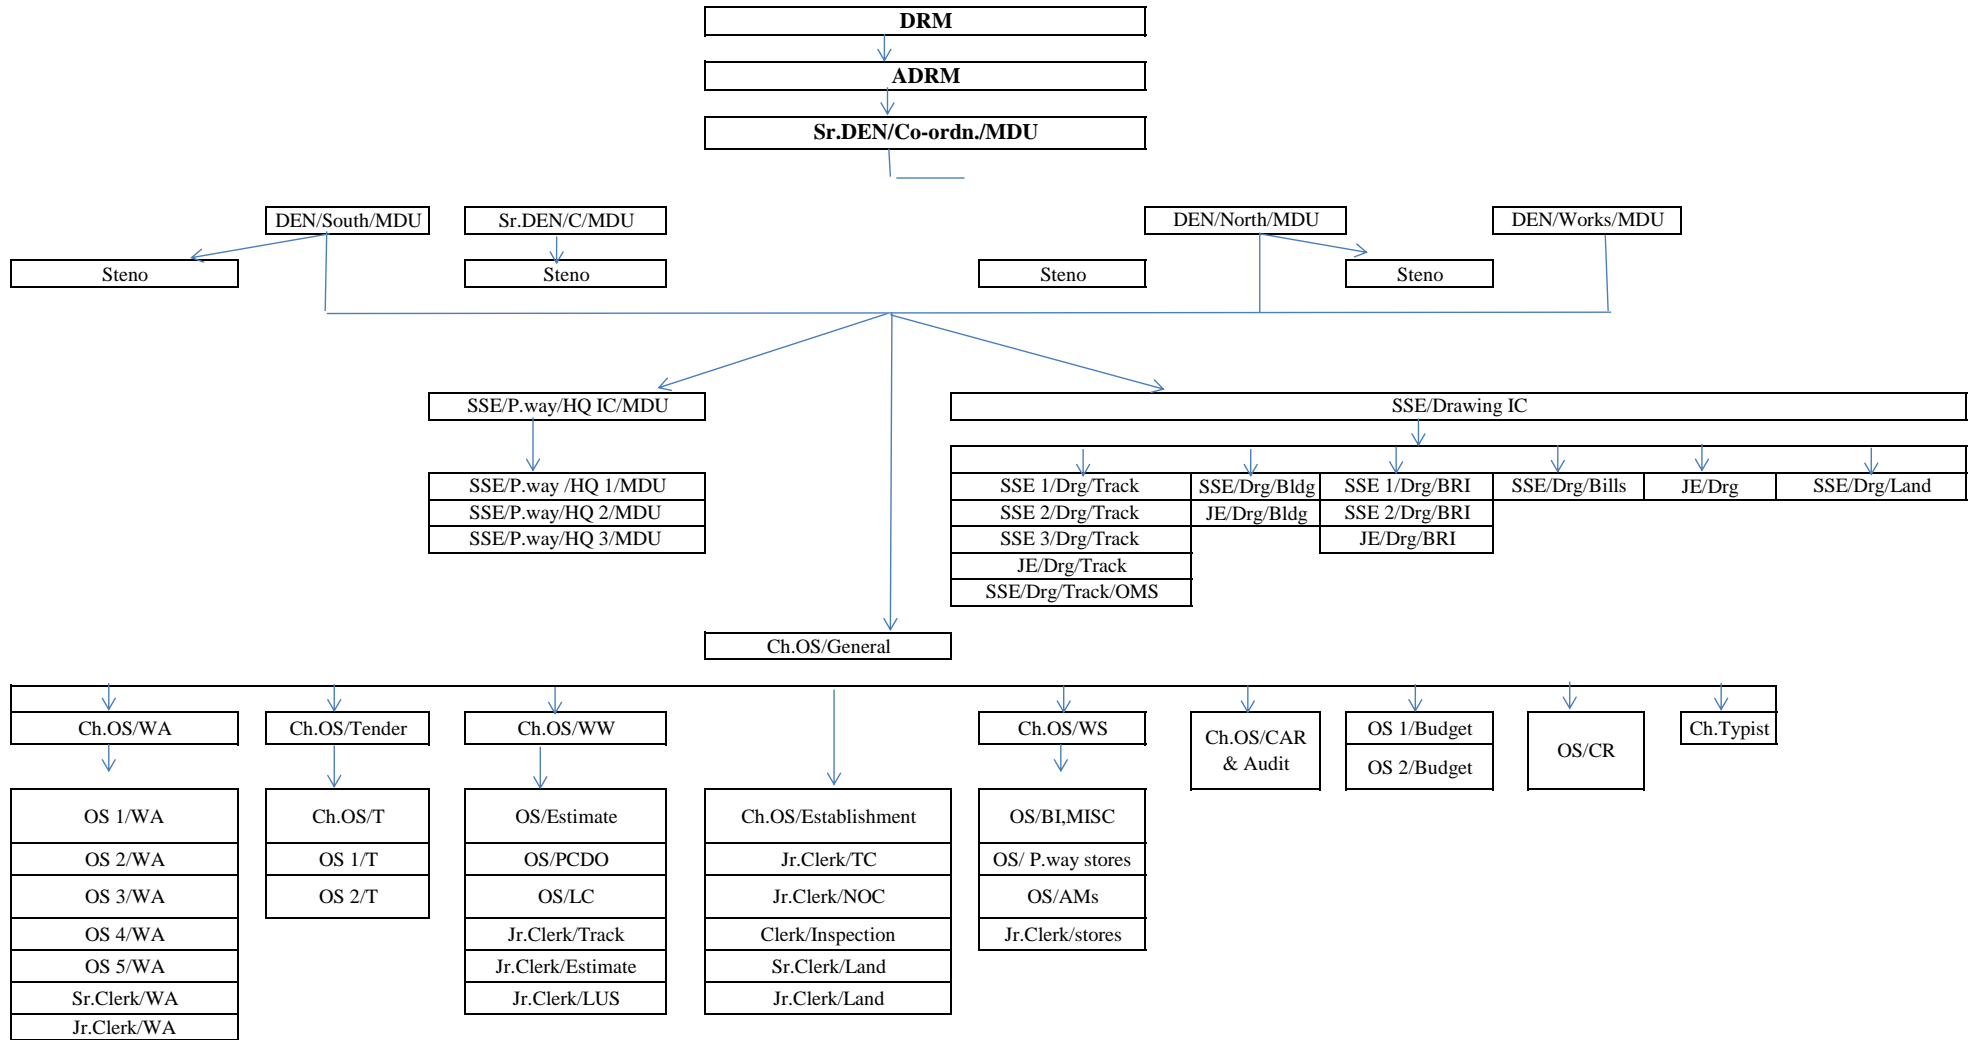 DRM
ADRM
Sr.DEN/Co-ordn./MDU
DEN/South/MDU
Sr.DEN/C/MDU
DEN/North/MDU
DEN/Works/MDU
Steno
Steno
Steno
Steno
SSE/P.way/HQ IC/MDU
SSE/Drawing IC
SSE/P.way /HQ 1/MDU
SSE/P.way/HQ 2/MDU
SSE/P.way/HQ 3/MDU
SSE 1/Drg/Track
SSE 2/Drg/Track
SSE 3/Drg/Track
JE/Drg/Track
SSE/Drg/Track/OMS
SSE/Drg/Bldg
JE/Drg/Bldg
SSE 1/Drg/BRI
SSE 2/Drg/BRI
JE/Drg/BRI
SSE/Drg/Bills
JE/Drg
SSE/Drg/Land
Ch.OS/General
Ch.OS/WA
OS 1/WA
OS 2/WA
OS 3/WA
OS 4/WA
OS 5/WA
Sr.Clerk/WA
Jr.Clerk/WA
Ch.OS/Tender
Ch.OS/T
OS 1/T
OS 2/T
Ch.OS/WW
OS/Estimate
OS/PCDO
OS/LC
Jr.Clerk/Track
Jr.Clerk/Estimate
Jr.Clerk/LUS
Ch.OS/Establishment
Jr.Clerk/TC
Jr.Clerk/NOC
Clerk/Inspection
Sr.Clerk/Land
Jr.Clerk/Land
Ch.OS/WS
OS/BI,MISC
OS/ P.way stores
OS/AMs
Jr.Clerk/stores
Ch.OS/CAR
& Audit
OS 1/Budget
OS 2/Budget
OS/CR
Ch.Typist